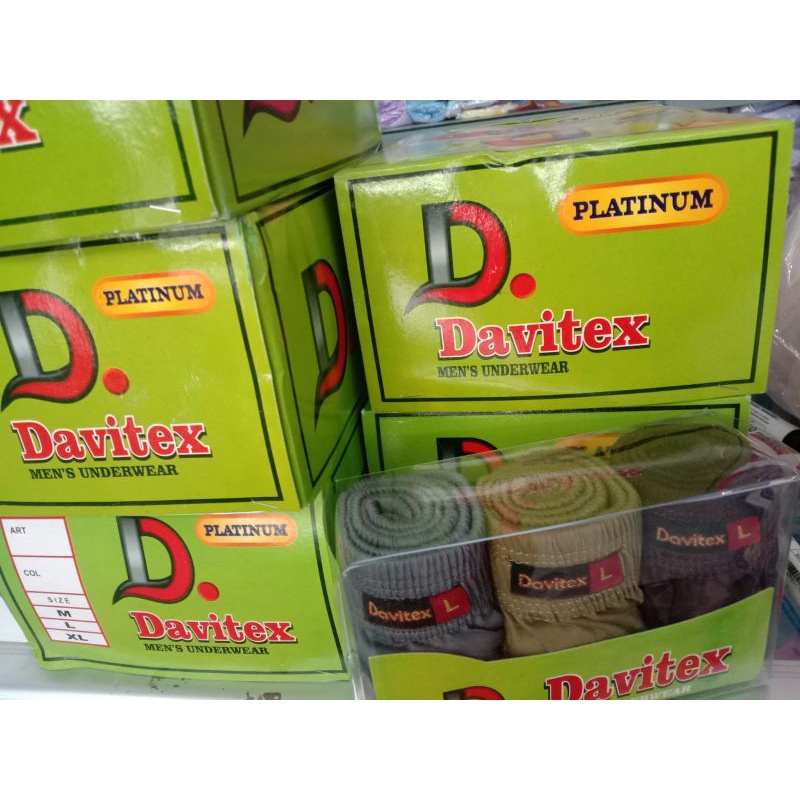 x
PLATINUM
D.
Davitex
MEN'S UNDERWEAR
PLATINUM
D.
Davitex
MEN'S UNDERWEAR
ART
COL
SIZE
M
L
XL
PLATINUM
D.
Davitex
MEN'S UNDERWEAR
Davitex L
Davitex L
Davitex L
Davitex